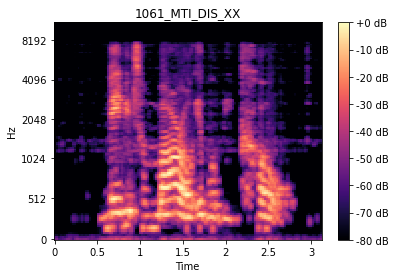 1061_MTI_DIS_XX
+0 dB
8192
-10 dB
4096
-20 dB
-30 dB
2048
Hz
-40 dB
1024
-50 dB
512
-60 dB
-70 dB
0
-80 dB
0 0.5 1 1.5 2 2.5 3
Time